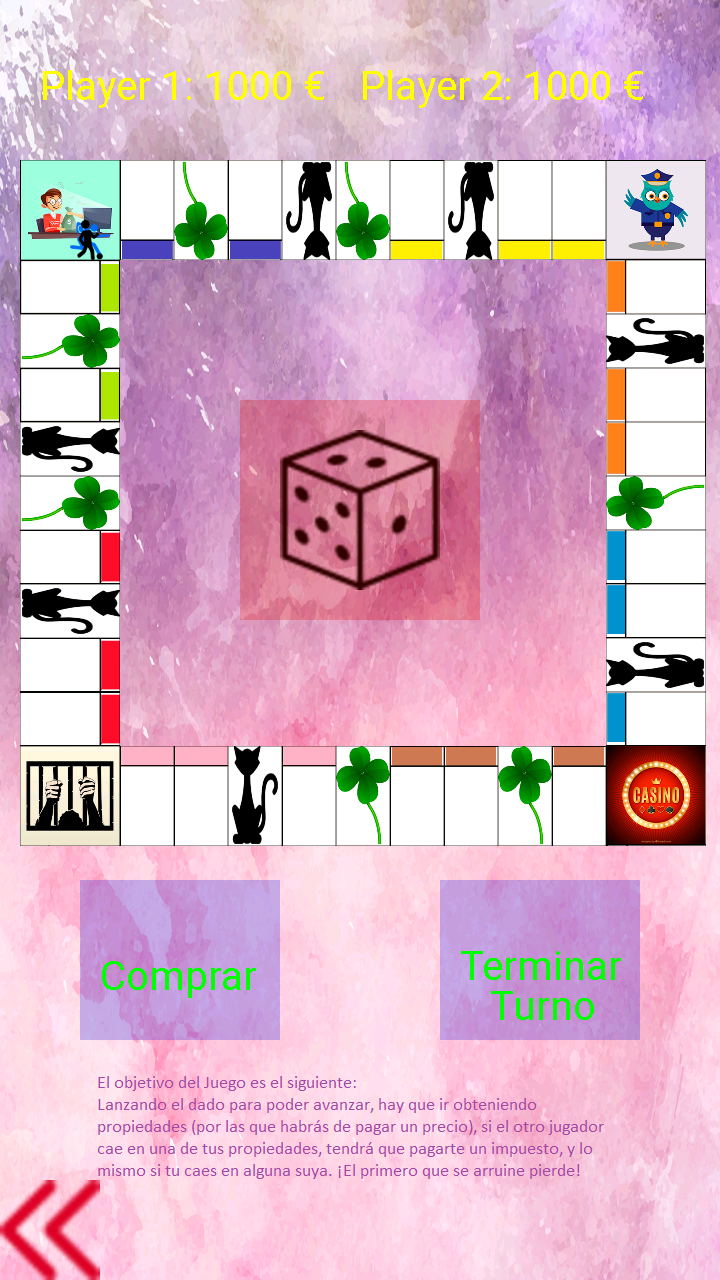 Player 1: 1000 € Player 2: 1000 €
CASINO
Comprar
Terminar
Turno
El objetivo del Juego es el siguiente:
Lanzando el dado para poder avanzar, hay que ir obteniendo
propiedades (por las que habrás de pagar un precio), si el otro jugador
cae en una de tus propiedades, tendrá que pagarte un impuesto, y lo
mismo si tu caes en alguna suya. ¡El primero que se arruine pierde!